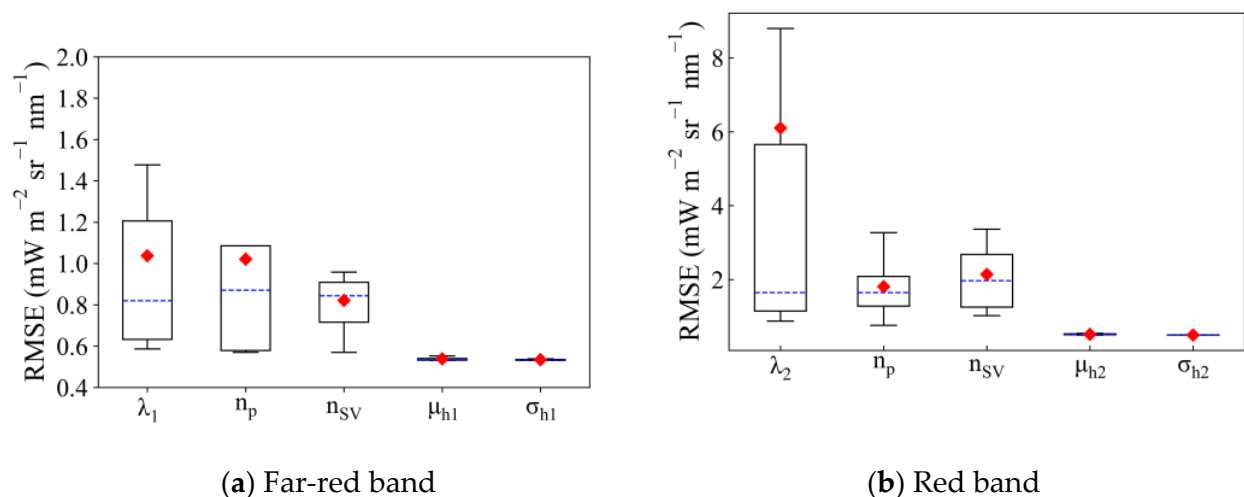 RMSE (mW m⁻² sr⁻¹ nm⁻¹)
2.0
1.8
1.6
1.4
1.2
1.0
0.8
0.6
0.4
λ₁ n_p n_SV μ_h1 σ_h1
(a) Far-red band
RMSE (mW m⁻² sr⁻¹ nm⁻¹)
8
6
4
2
λ₂ n_p n_SV μ_h2 σ_h2
(b) Red band